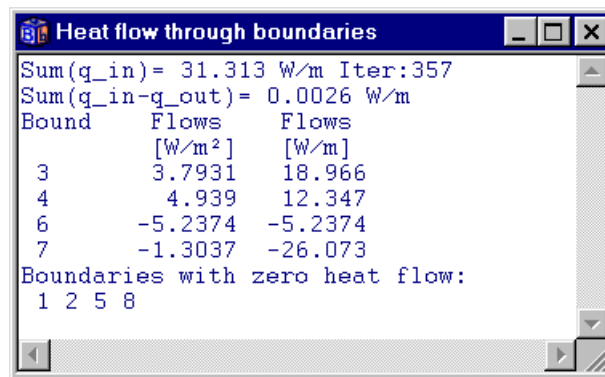 Heat flow through boundaries
Sum(q_in)= 31.313 W/m Iter:357
Sum(q_in-q_out)= 0.0026 W/m
Bound Flows Flows
[W/m²] [W/m]
3 3.7931 18.966
4 4.939 12.347
6 -5.2374 -5.2374
7 -1.3037 -26.073
Boundaries with zero heat flow:
1 2 5 8